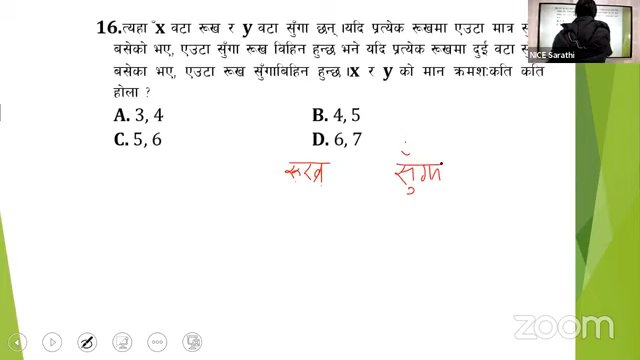 16.त्यहा x वटा रूख र y वटा सुँगा छन् । यदि प्रत्येक रूखमा एउटा मात्र
बसेको भए, एउटा सुँगा रूख विहिन हुन्छ भने यदि प्रत्येक रूखमा दुई वटा
बसेका भए, एउटा रूख सुँगाविहिन हुन्छ । x र y को मान क्रमशःकति कति
होला ?
A. 3, 4 B. 4, 5
C. 5, 6 D. 6, 7
रूख सुँगा
NICE Sarathi
zoom